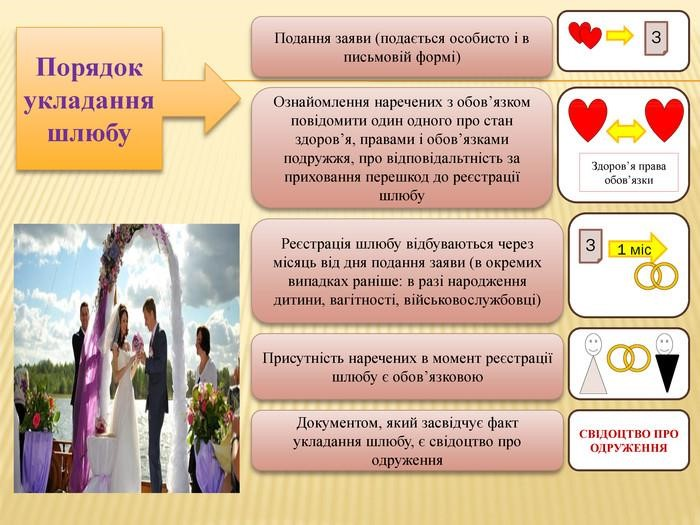 Порядок
укладання
шлюбу
Подання заяви (подається особисто і в
письмовій формі)
З
Ознайомлення наречених з обов’язком
повідомити один одного про стан
здоров’я, правами і обов’язками
подружжя, про відповідальтність за
приховання перешкод до реєстрації
шлюбу
Здоров’я права
обов’язки
Реєстрація шлюбу відбуваються через
місяць від дня подання заяви (в окремих
випадках раніше: в разі народження
дитини, вагітності, військовослужбовці)
З
1 міс
Присутність наречених в момент реєстрації
шлюбу є обов’язковою
Документом, який засвідчує факт
укладання шлюбу, є свідоцтво про
одруження
СВІДОЦТВО ПРО
ОДРУЖЕННЯ